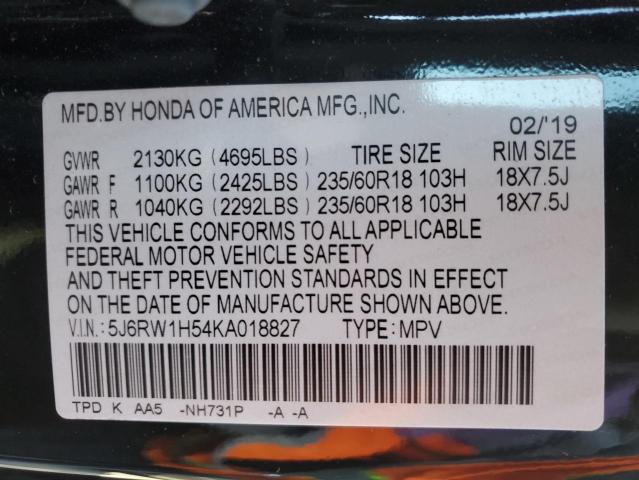 MFD.BY HONDA OF AMERICA MFG.,INC.
02/'19
GVWR 2130KG (4695LBS) TIRE SIZE RIM SIZE
GAWR F 1100KG (2425LBS) 235/60R18 103H 18X7.5J
GAWR R 1040KG (2292LBS) 235/60R18 103H 18X7.5J
THIS VEHICLE CONFORMS TO ALL APPLICABLE
FEDERAL MOTOR VEHICLE SAFETY
AND THEFT PREVENTION STANDARDS IN EFFECT
ON THE DATE OF MANUFACTURE SHOWN ABOVE.
V.I.N.: 5J6RW1H54KA018827 TYPE:MPV
TPD K AA5 -NH731P -A -A